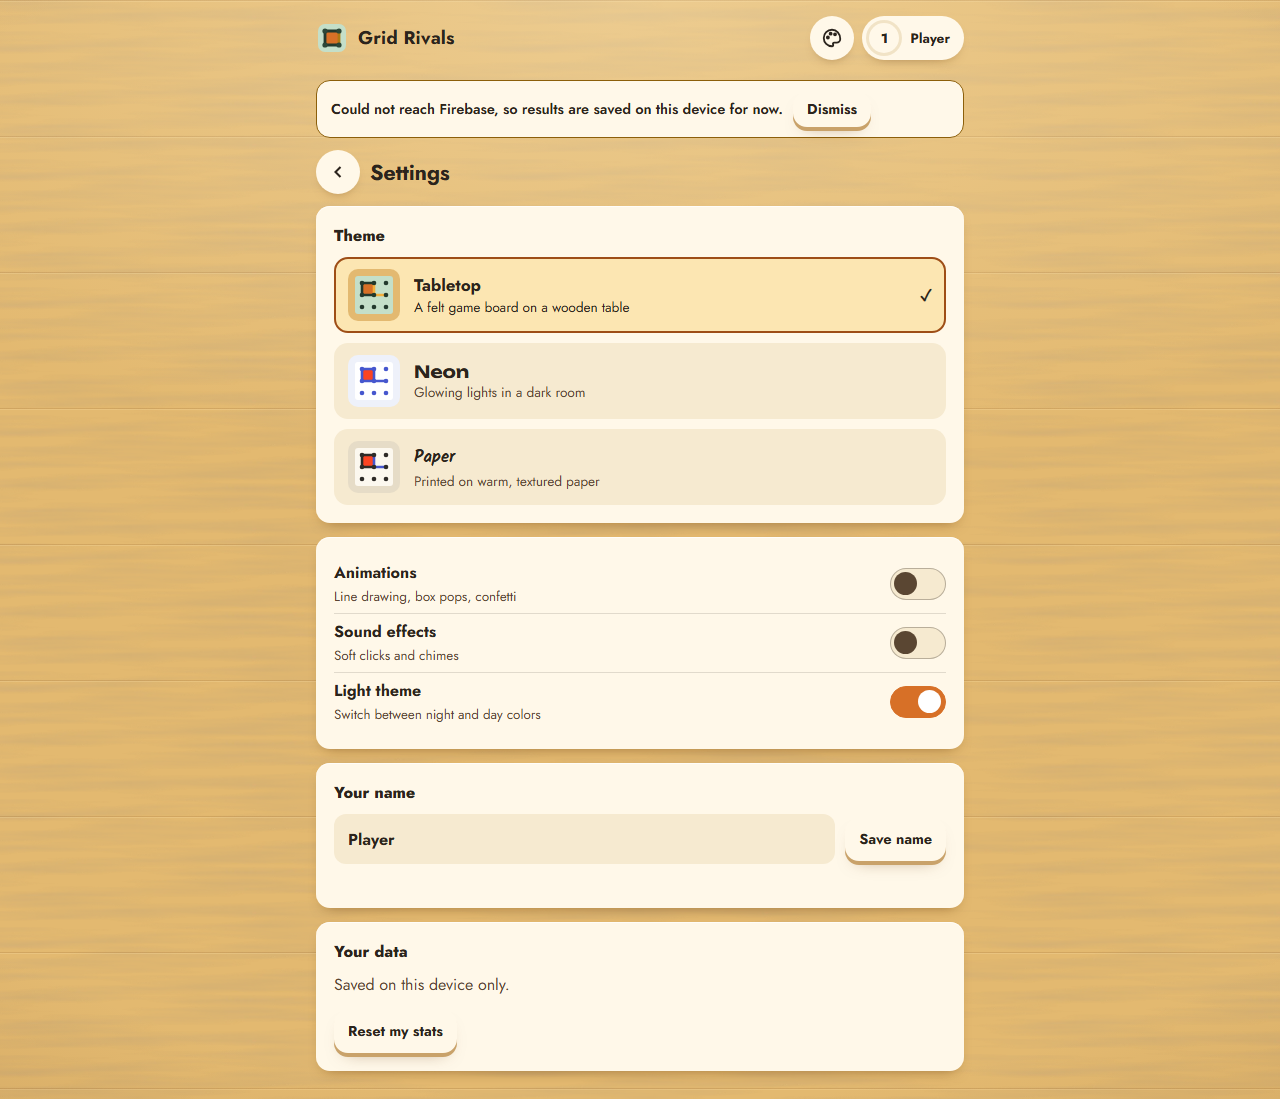 Grid Rivals
1 Player
Could not reach Firebase, so results are saved on this device for now. Dismiss
Settings
Theme
Tabletop
A felt game board on a wooden table
Neon
Glowing lights in a dark room
Paper
Printed on warm, textured paper
Animations
Line drawing, box pops, confetti
Sound effects
Soft clicks and chimes
Light theme
Switch between night and day colors
Your name
Player Save name
Your data
Saved on this device only.
Reset my stats